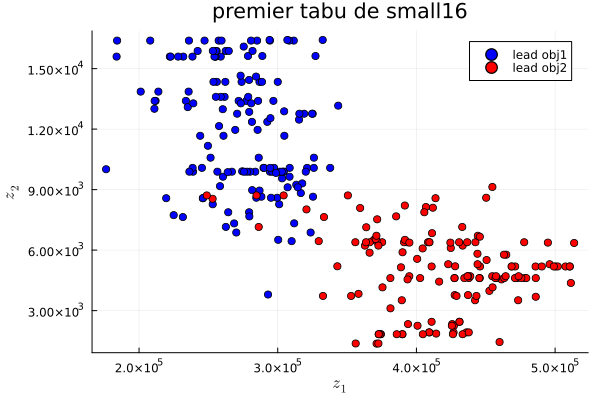 premier tabu de small16
lead obj1
lead obj2
1.50×10⁴
1.20×10⁴
9.00×10³
6.00×10³
3.00×10³
z₂
2.0×10⁵ 3.0×10⁵ 4.0×10⁵ 5.0×10⁵
z₁